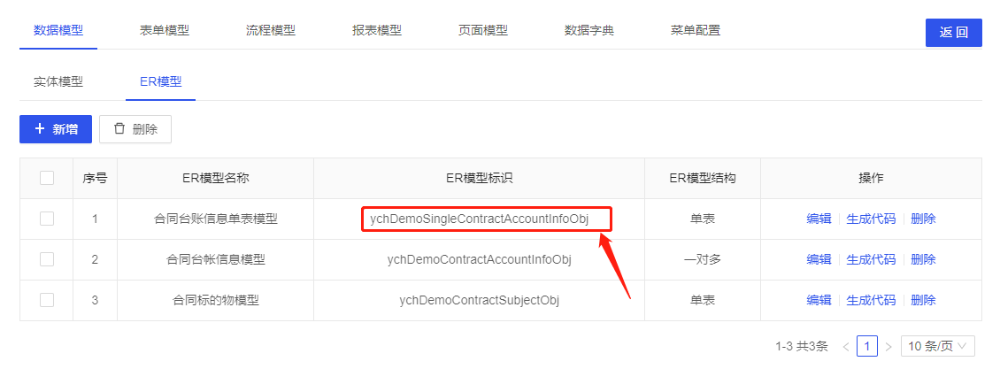 数据模型 表单模型 流程模型 报表模型 页面模型 数据字典 菜单配置 返 回
实体模型 ER模型
+ 新增 删除
序号 ER模型名称 ER模型标识 ER模型结构 操作
1 合同台账信息单表模型 ychDemoSingleContractAccountInfoObj 单表 编辑 生成代码 删除
2 合同台帐信息模型 ychDemoContractAccountInfoObj 一对多 编辑 生成代码 删除
3 合同标的物模型 ychDemoContractSubjectObj 单表 编辑 生成代码 删除
1-3 共3条 < 1 > 10 条/页